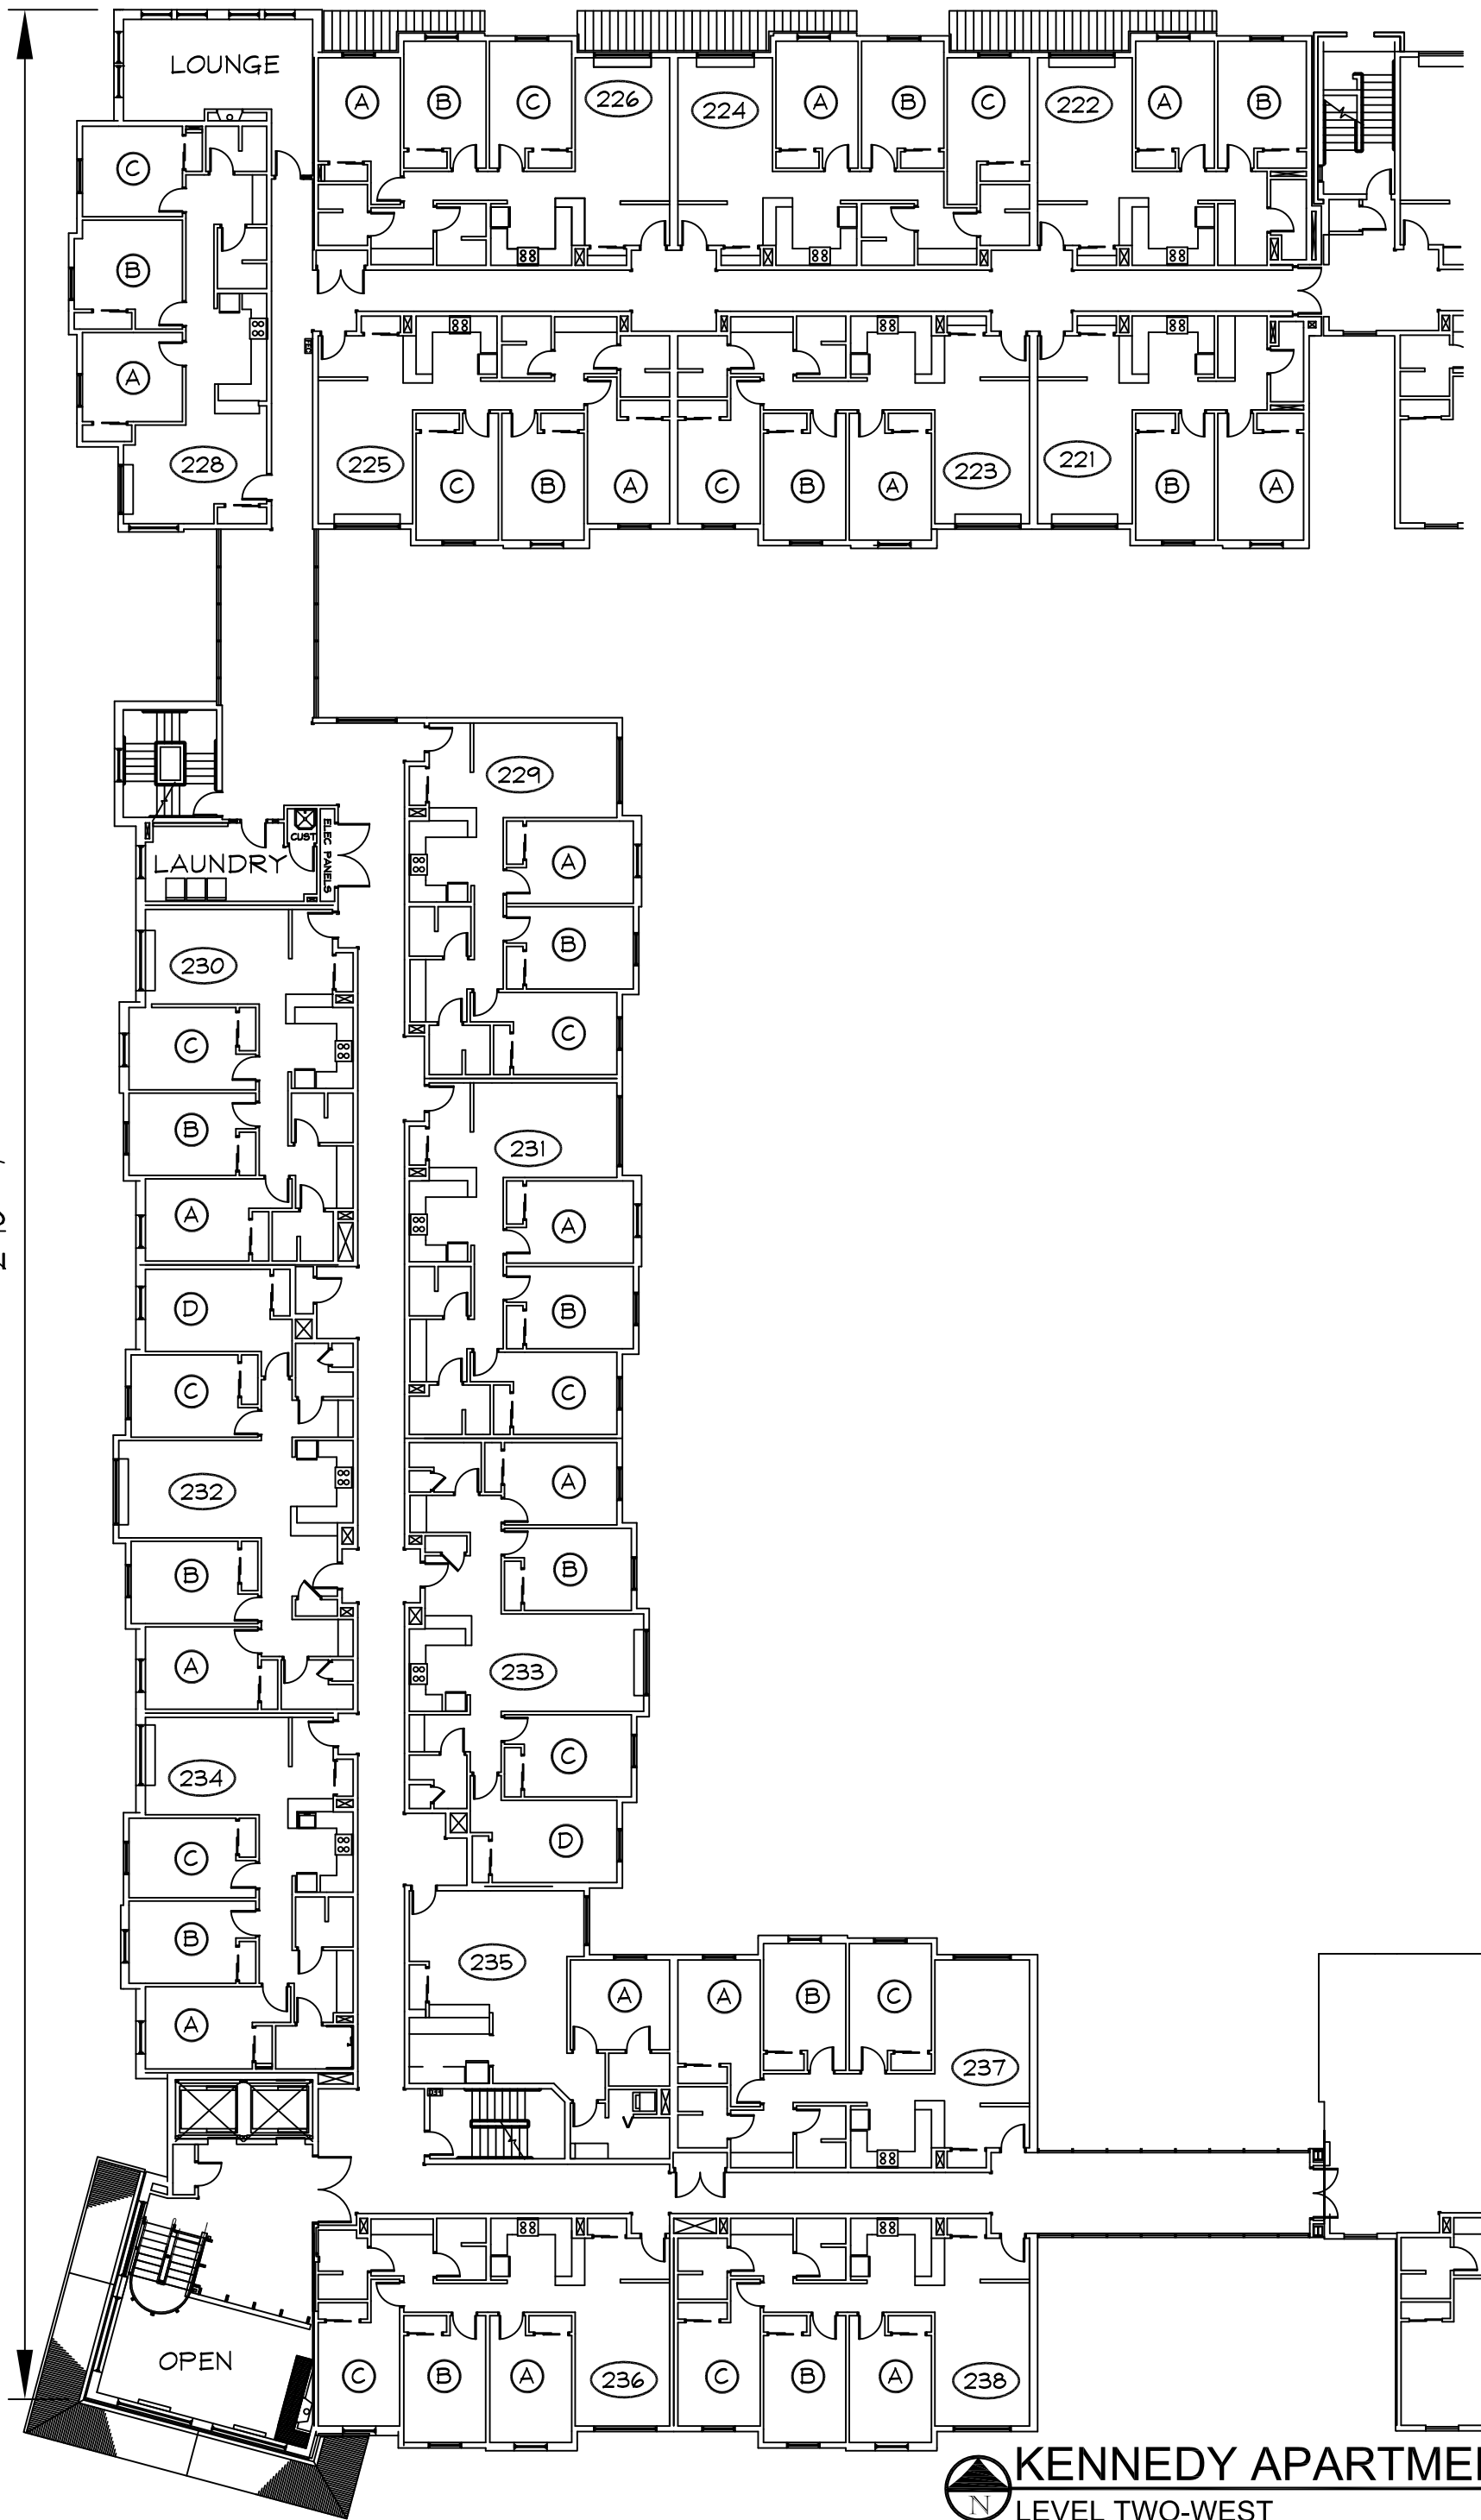 LOUNGE
A B C 226 224 A B C 222 A B
C
B
A
228
225 C B A C B A 223 221 B A
229
CUST
ELEC PANELS
LAUNDRY
A
B
230
C
C
B
231
A
A
D
B
C
C
A
232
B
B
A
233
C
234
D
C
B
235
A A B C
A
237
OPEN
C B A 236 C B A 238
KENNEDY APARTME
N
LEVEL TWO-WEST